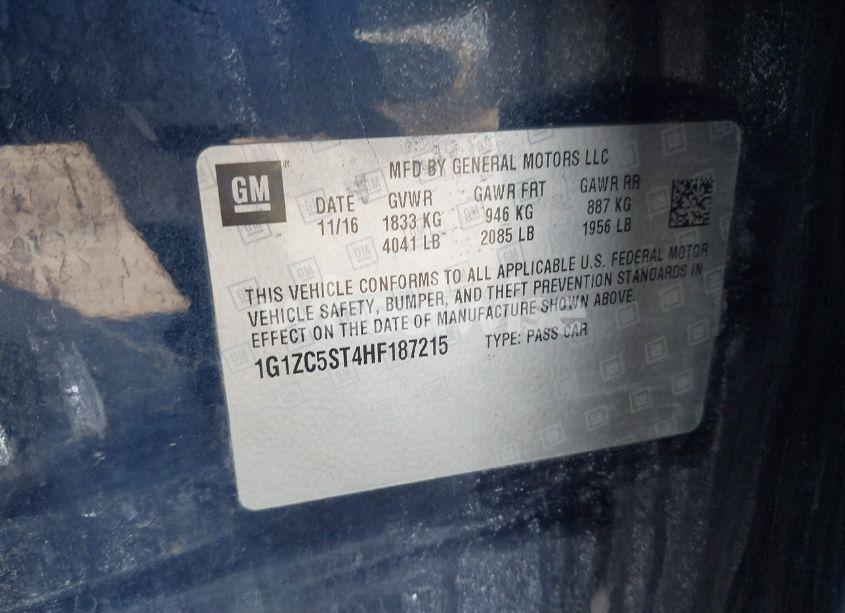 GM
MFD BY GENERAL MOTORS LLC
DATE GVWR GAWR FRT GAWR RR
11/16 1833 KG 946 KG 887 KG
4041 LB 2085 LB 1956 LB
THIS VEHICLE CONFORMS TO ALL APPLICABLE U.S. FEDERAL MOTOR
VEHICLE SAFETY, BUMPER, AND THEFT PREVENTION STANDARDS IN
EFFECT ON THE DATE OF MANUFACTURE SHOWN ABOVE.
1G1ZC5ST4HF187215 TYPE: PASS CAR